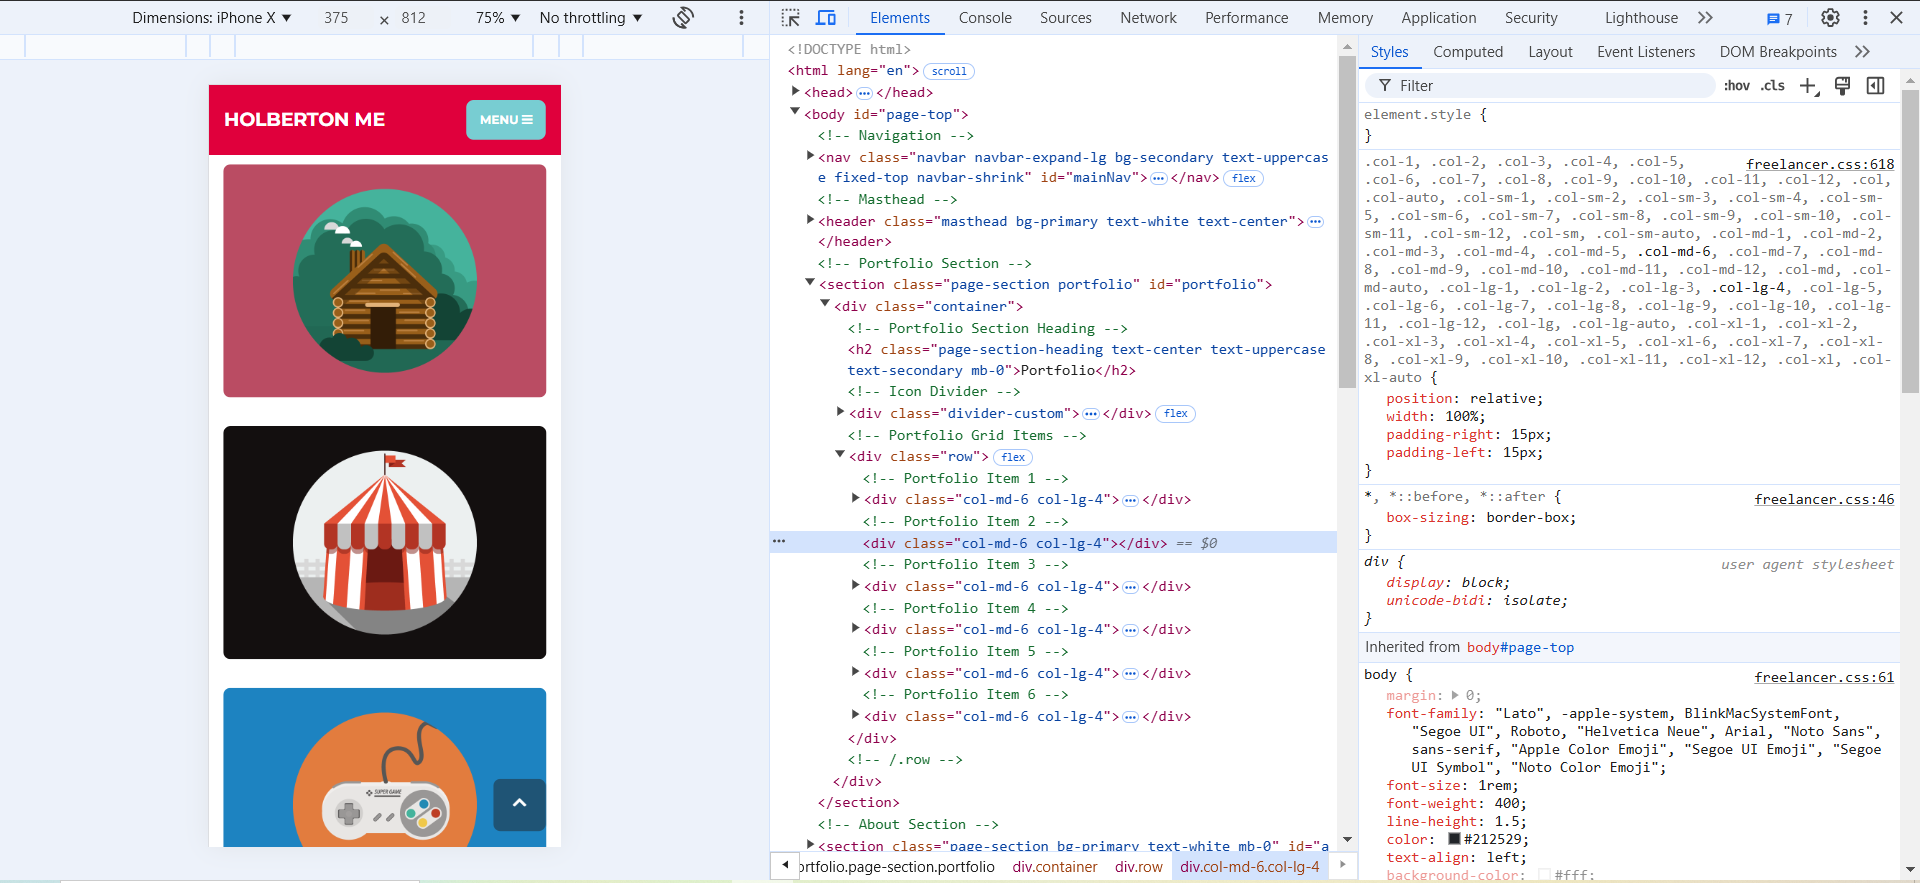 Dimensions: iPhone X ▼ 375 × 812 75% ▼ No throttling ▼
HOLBERTON ME
MENU
SUPER GAME
Elements Console Sources Network Performance Memory Application Security Lighthouse 7
<!DOCTYPE html>
<html lang="en"> scroll
<head> ••• </head>
<body id="page-top">
<!-- Navigation -->
<nav class="navbar navbar-expand-lg bg-secondary text-uppercas
e fixed-top navbar-shrink" id="mainNav"> ••• </nav> flex
<!-- Masthead -->
<header class="masthead bg-primary text-white text-center"> •••
</header>
<!-- Portfolio Section -->
<section class="page-section portfolio" id="portfolio">
<div class="container">
<!-- Portfolio Section Heading -->
<h2 class="page-section-heading text-center text-uppercase
text-secondary mb-0">Portfolio</h2>
<!-- Icon Divider -->
<div class="divider-custom"> ••• </div> flex
<!-- Portfolio Grid Items -->
<div class="row"> flex
<!-- Portfolio Item 1 -->
<div class="col-md-6 col-lg-4"> ••• </div>
<!-- Portfolio Item 2 -->
<div class="col-md-6 col-lg-4"></div> == $0
<!-- Portfolio Item 3 -->
<div class="col-md-6 col-lg-4"> ••• </div>
<!-- Portfolio Item 4 -->
<div class="col-md-6 col-lg-4"> ••• </div>
<!-- Portfolio Item 5 -->
<div class="col-md-6 col-lg-4"> ••• </div>
<!-- Portfolio Item 6 -->
<div class="col-md-6 col-lg-4"> ••• </div>
</div>
<!-- /.row -->
</div>
</section>
<!-- About Section -->
<section class="page-section bg-primary text-white mb-0" id="a
ortfolio.page-section.portfolio div.container div.row div.col-md-6.col-lg-4
Styles Computed Layout Event Listeners DOM Breakpoints
Filter :hov .cls
element.style {
}
.col-1, .col-2, .col-3, .col-4, .col-5, freelancer.css:618
.col-6, .col-7, .col-8, .col-9, .col-10, .col-11, .col-12, .col,
.col-auto, .col-sm-1, .col-sm-2, .col-sm-3, .col-sm-4, .col-sm-
5, .col-sm-6, .col-sm-7, .col-sm-8, .col-sm-9, .col-sm-10, .col-
sm-11, .col-sm-12, .col-sm, .col-sm-auto, .col-md-1, .col-md-2,
.col-md-3, .col-md-4, .col-md-5, .col-md-6, .col-md-7, .col-md-
8, .col-md-9, .col-md-10, .col-md-11, .col-md-12, .col-md, .col-
md-auto, .col-lg-1, .col-lg-2, .col-lg-3, .col-lg-4, .col-lg-5,
.col-lg-6, .col-lg-7, .col-lg-8, .col-lg-9, .col-lg-10, .col-lg-
11, .col-lg-12, .col-lg, .col-lg-auto, .col-xl-1, .col-xl-2,
.col-xl-3, .col-xl-4, .col-xl-5, .col-xl-6, .col-xl-7, .col-xl-
8, .col-xl-9, .col-xl-10, .col-xl-11, .col-xl-12, .col-xl, .col-
xl-auto {
position: relative;
width: 100%;
padding-right: 15px;
padding-left: 15px;
}
*, *::before, *::after { freelancer.css:46
box-sizing: border-box;
}
div { user agent stylesheet
display: block;
unicode-bidi: isolate;
}
Inherited from body#page-top
body { freelancer.css:61
margin: 0;
font-family: "Lato", -apple-system, BlinkMacSystemFont,
"Segoe UI", Roboto, "Helvetica Neue", Arial, "Noto Sans",
sans-serif, "Apple Color Emoji", "Segoe UI Emoji", "Segoe
UI Symbol", "Noto Color Emoji";
font-size: 1rem;
font-weight: 400;
line-height: 1.5;
color: #212529;
text-align: left;
background-color: #fff;